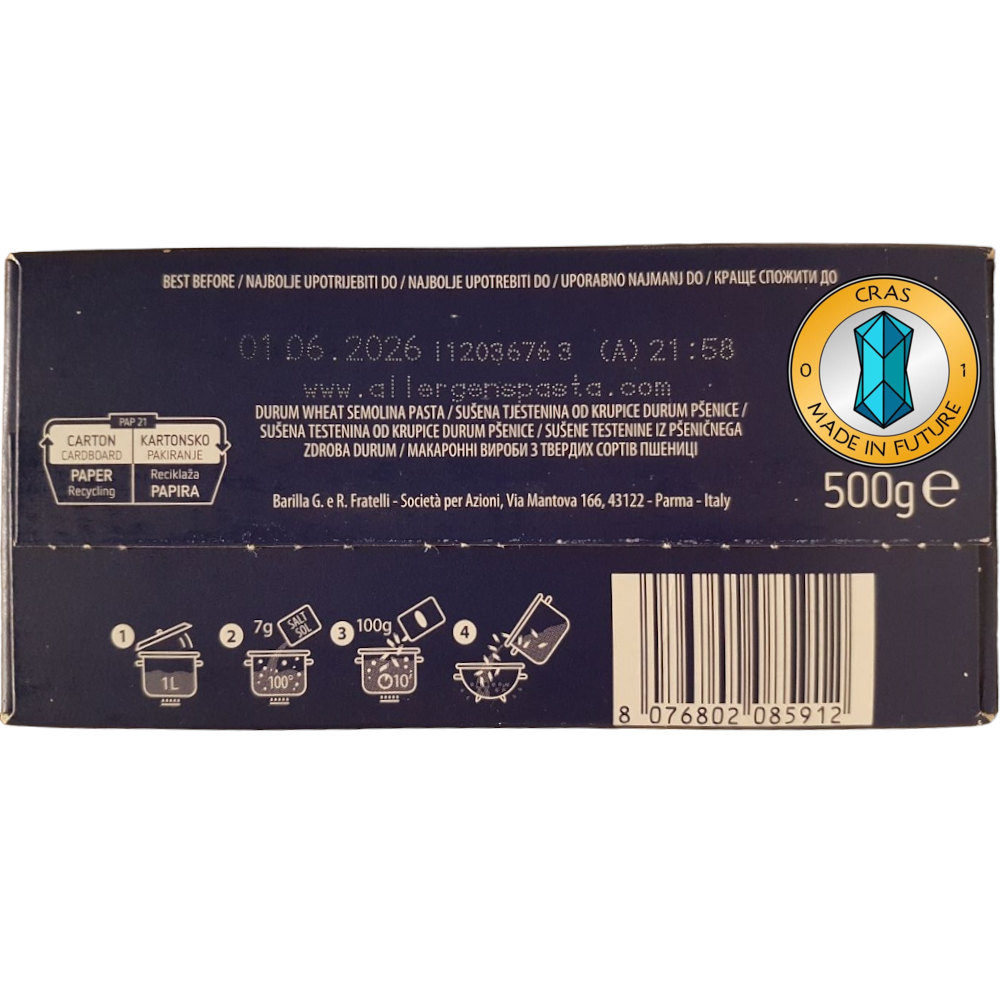 BEST BEFORE / NAJBOLJE UPOTRIJEBITI DO / NAJBOLJE UPOTREBITI DO / UPORABNO NAJMANJ DO / КРАЩЕ СПОЖИТИ ДО
CRAS
0 1
MADE IN FUTURE
01 06.2026 I12036763 (A) 21:58
www.allergenspasta.com
DURUM WHEAT SEMOLINA PASTA / SUŠENA TJESTENINA OD KRUPICE DURUM PŠENICE /
SUŠENA TESTENINA OD KRUPICE DURUM PŠENICE / SUŠENE TESTENINE IZ PŠENIČNEGA
ZDROBA DURUM / МАКАРОННІ ВИРОБИ З ТВЕРДИХ СОРТІВ ПШЕНИЦІ
PAP 21
CARTON
CARDBOARD
PAPER
Recycling
KARTONSKO
PAKIRANJE
Reciklaža
PAPIRA
Barilla G. e R. Fratelli - Società per Azioni, Via Mantova 166, 43122 - Parma - Italy
500g e
1
1L
2
7g
SALT
SOL
100°
3
100g
10'
4
8 076802 085912